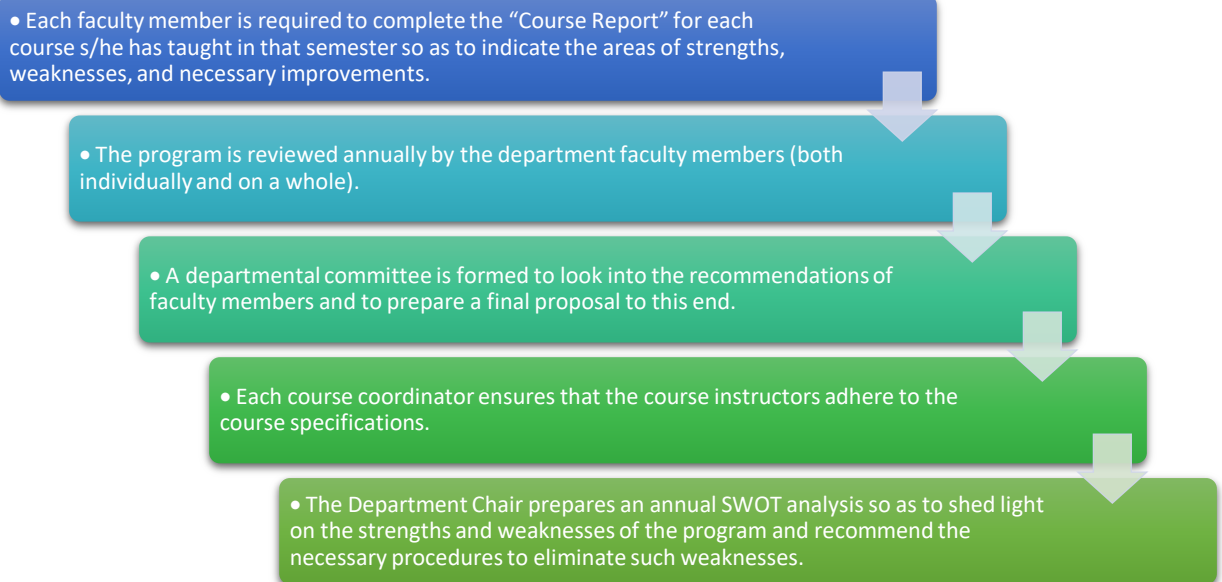 • Each faculty member is required to complete the “Course Report” for each
course s/he has taught in that semester so as to indicate the areas of strengths,
weaknesses, and necessary improvements.
• The program is reviewed annually by the department faculty members (both
individually and on a whole).
• A departmental committee is formed to look into the recommendations of
faculty members and to prepare a final proposal to this end.
• Each course coordinator ensures that the course instructors adhere to the
course specifications.
• The Department Chair prepares an annual SWOT analysis so as to shed light
on the strengths and weaknesses of the program and recommend the
necessary procedures to eliminate such weaknesses.